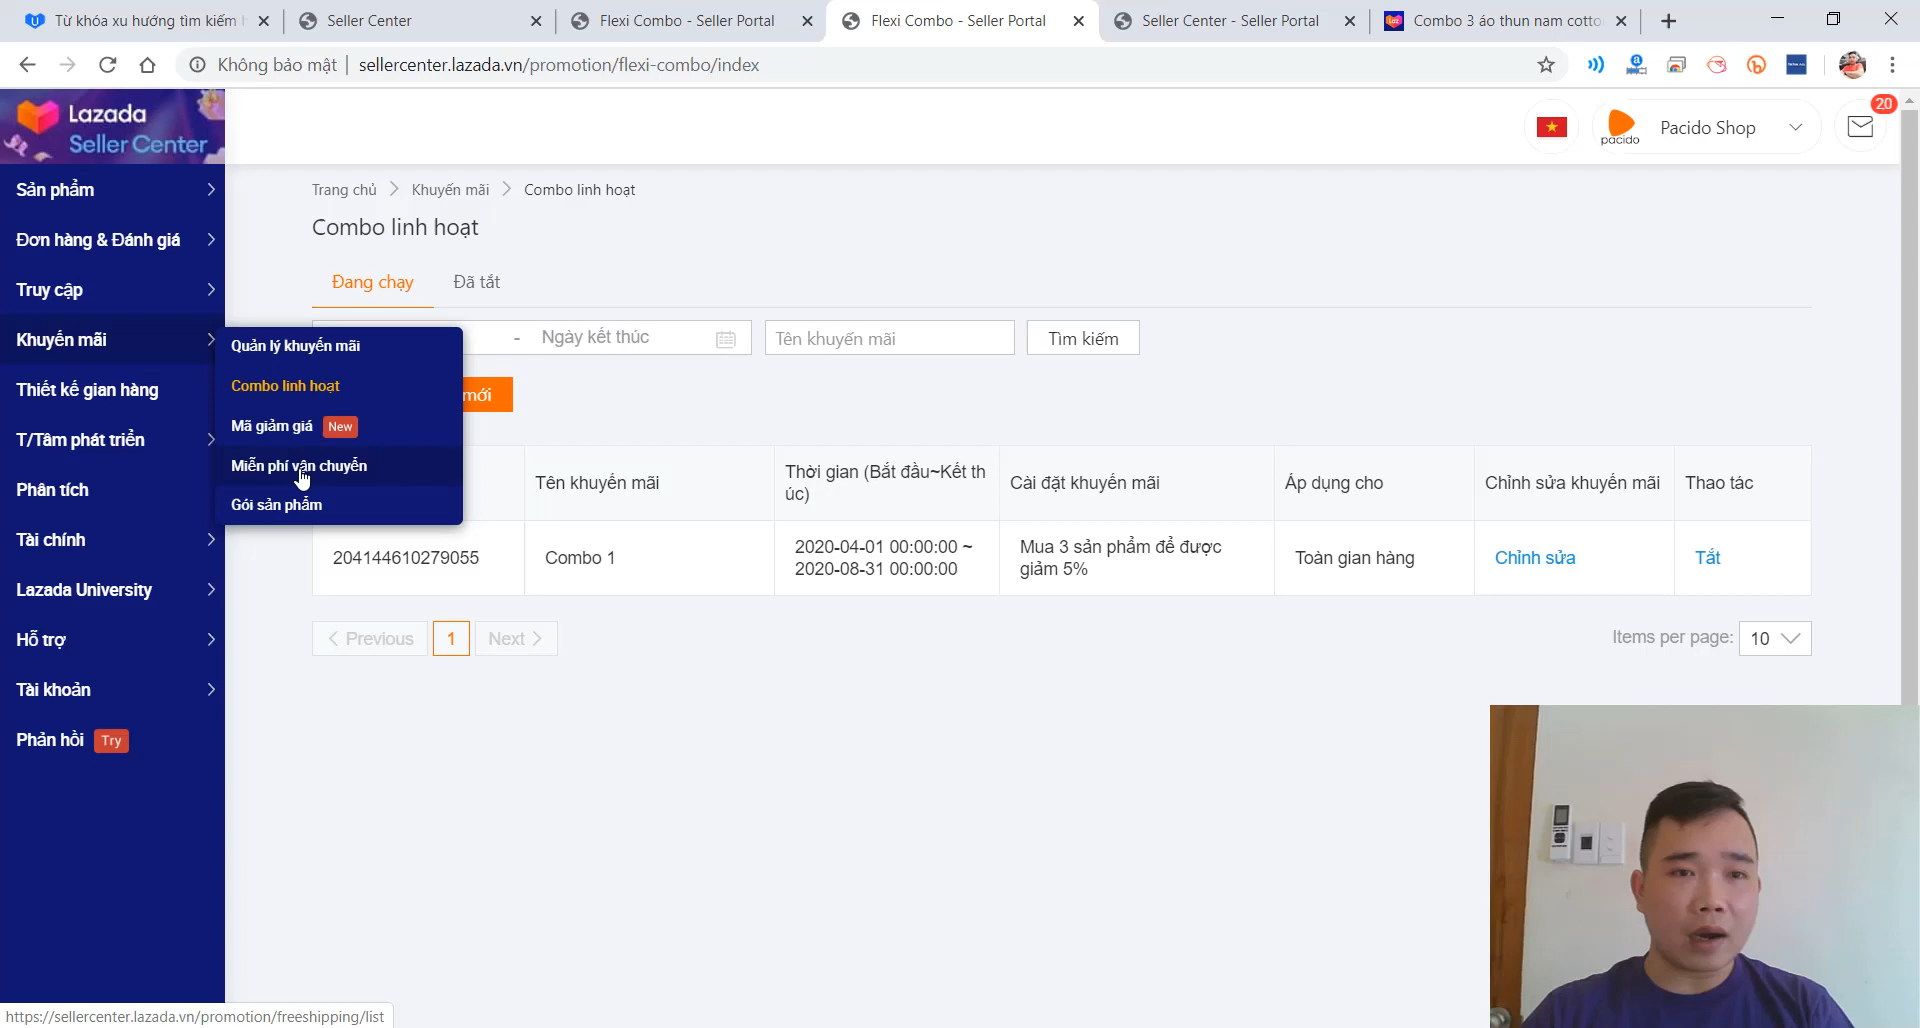 Từ khóa xu hướng tìm kiếm
Seller Center
Flexi Combo - Seller Portal
Flexi Combo - Seller Portal
Seller Center - Seller Portal
Combo 3 áo thun nam cotto
Không bảo mật
sellercenter.lazada.vn/promotion/flexi-combo/index
Lazada
Seller Center
pacido
Pacido Shop
20
Sản phẩm
Đơn hàng & Đánh giá
Truy cập
Khuyến mãi
Thiết kế gian hàng
T/Tâm phát triển
Phân tích
Tài chính
Lazada University
Hỗ trợ
Tài khoản
Phản hồi Try
Quản lý khuyến mãi
Combo linh hoạt
Mã giảm giá New
Miễn phí vận chuyển
Gói sản phẩm
Trang chủ > Khuyến mãi > Combo linh hoạt
Combo linh hoạt
Đang chạy
Đã tắt
- Ngày kết thúc
Tên khuyến mãi
Tìm kiếm
mới
Tên khuyến mãi
Thời gian (Bắt đầu~Kết th
úc)
Cài đặt khuyến mãi
Áp dụng cho
Chỉnh sửa khuyến mãi
Thao tác
204144610279055
Combo 1
2020-04-01 00:00:00 ~
2020-08-31 00:00:00
Mua 3 sản phẩm để được
giảm 5%
Toàn gian hàng
Chỉnh sửa
Tắt
< Previous
1
Next >
Items per page:
10
https://sellercenter.lazada.vn/promotion/freeshipping/list